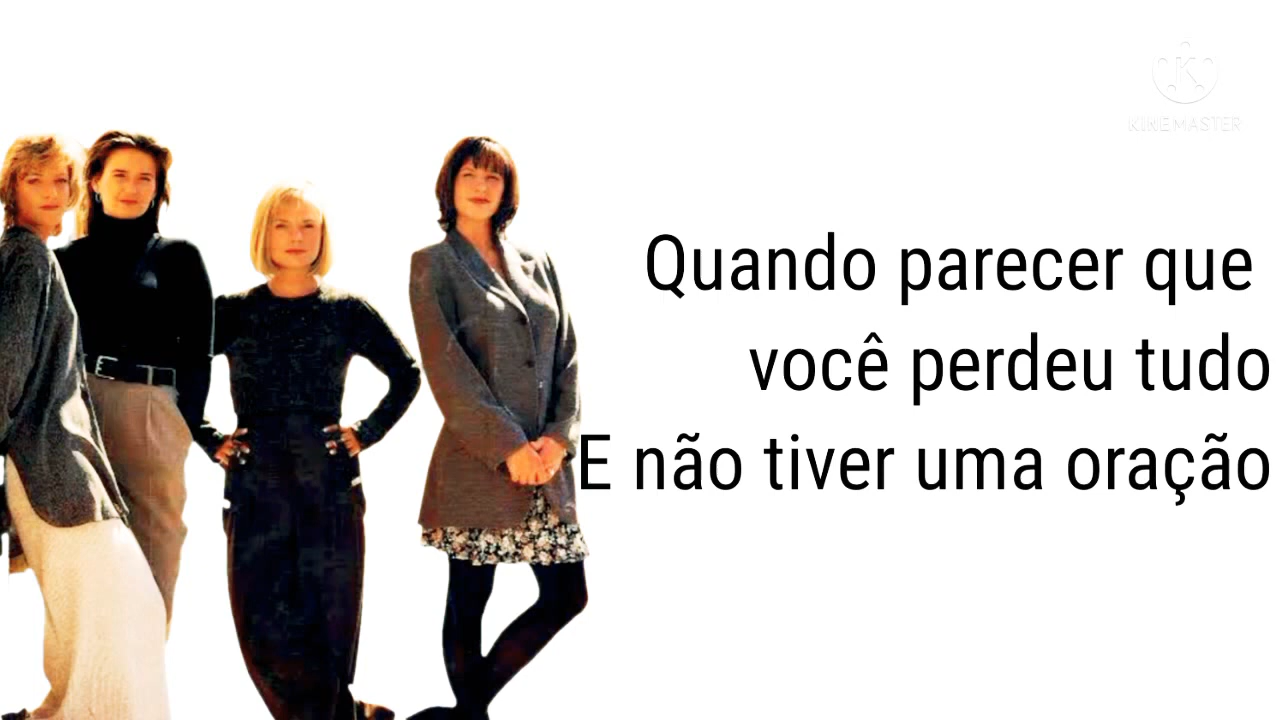 KINEMASTER
Quando parecer que
você perdeu tudo
E não tiver uma oração